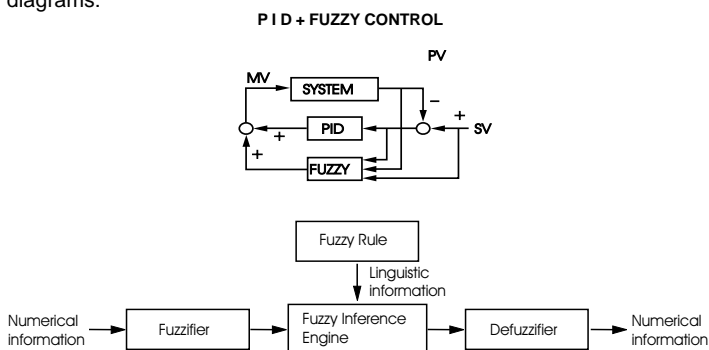 diagrams.
P I D + FUZZY CONTROL
PV
MV
SYSTEM
−
+
PID
SV
+
+
FUZZY
Fuzzy Rule
Linguistic
information
Numerical
information
Fuzzifier
Fuzzy Inference
Engine
Defuzzifier
Numerical
information